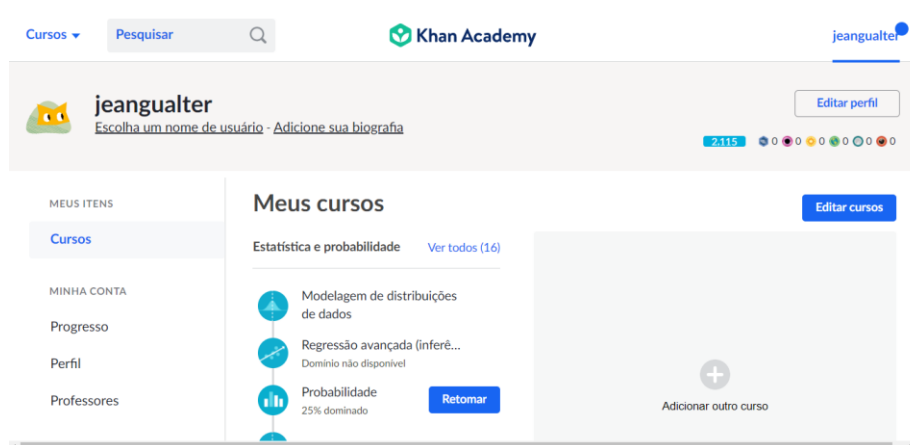 Cursos
Pesquisar
Khan Academy
jeangualter
jeangualter
Escolha um nome de usuário - Adicione sua biografia
Editar perfil
2.115 0 0 0 0 0 0
MEUS ITENS
Cursos
MINHA CONTA
Progresso
Perfil
Professores
Meus cursos
Editar cursos
Estatística e probabilidade
Ver todos (16)
Modelagem de distribuições
de dados
Regressão avançada (inferê...
Domínio não disponível
Probabilidade
25% dominado
Retomar
Adicionar outro curso